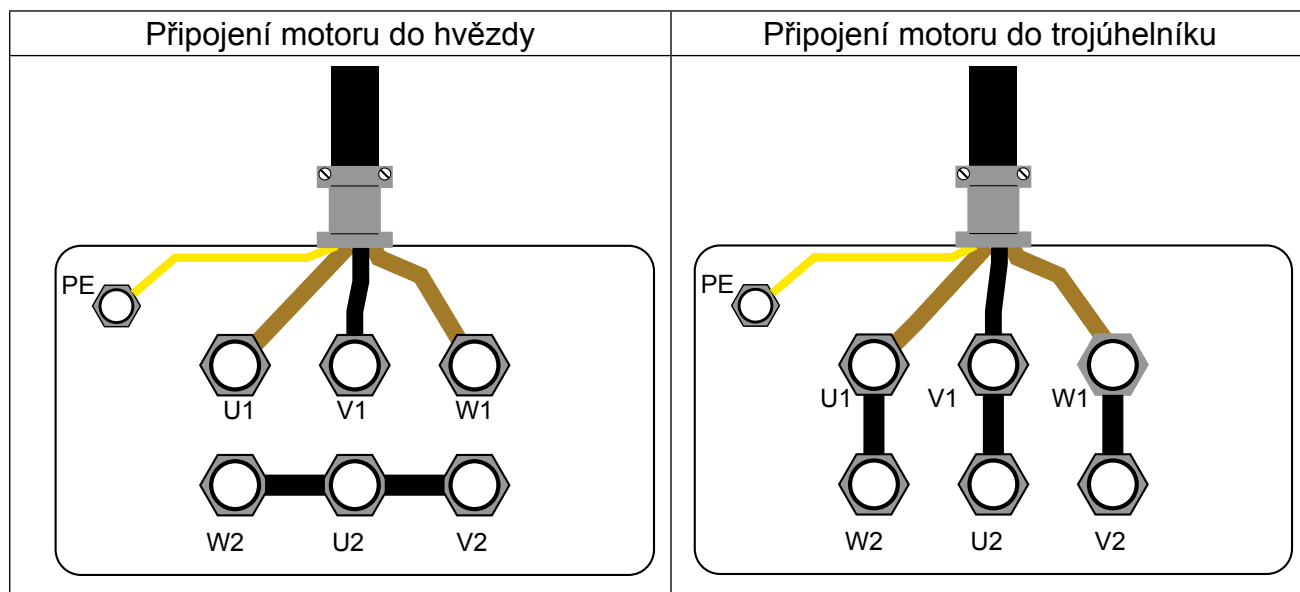 Připojení motoru do hvězdy
Připojení motoru do trojúhelníku
PE
U1 V1 W1
W2 U2 V2
PE
U1 V1 W1
W2 U2 V2